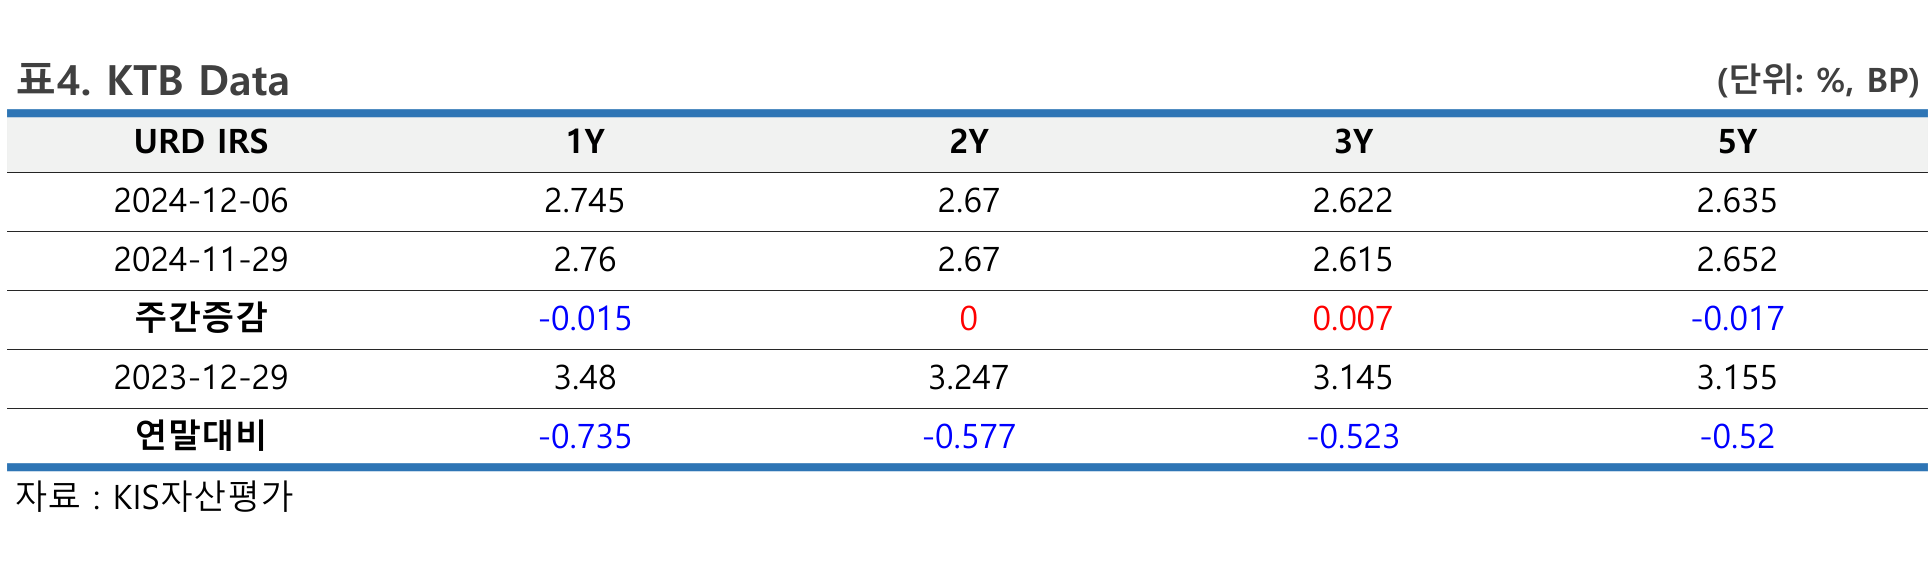 표4. KTB Data (단위: %, BP)
URD IRS 1Y 2Y 3Y 5Y
2024-12-06 2.745 2.67 2.622 2.635
2024-11-29 2.76 2.67 2.615 2.652
주간증감 -0.015 0 0.007 -0.017
2023-12-29 3.48 3.247 3.145 3.155
연말대비 -0.735 -0.577 -0.523 -0.52
자료 : KIS자산평가